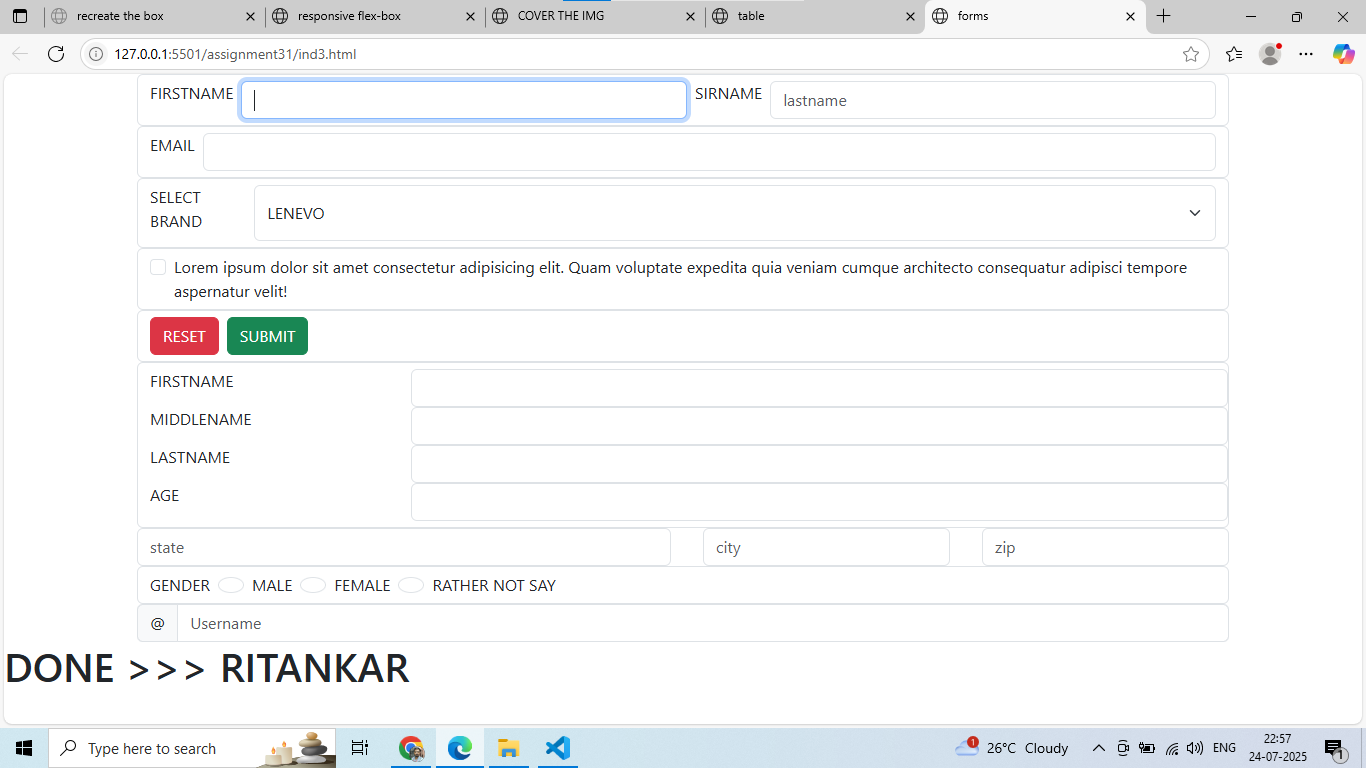 recreate the box
responsive flex-box
COVER THE IMG
table
forms
127.0.0.1:5501/assignment31/ind3.html
FIRSTNAME SIRNAME lastname
EMAIL
SELECT
BRAND
LENEVO
Lorem ipsum dolor sit amet consectetur adipisicing elit. Quam voluptate expedita quia veniam cumque architecto consequatur adipisci tempore
aspernatur velit!
RESET SUBMIT
FIRSTNAME
MIDDLENAME
LASTNAME
AGE
state city zip
GENDER MALE FEMALE RATHER NOT SAY
@ Username
DONE >>> RITANKAR
Type here to search
1
26°C Cloudy
ENG
22:57
24-07-2025
1